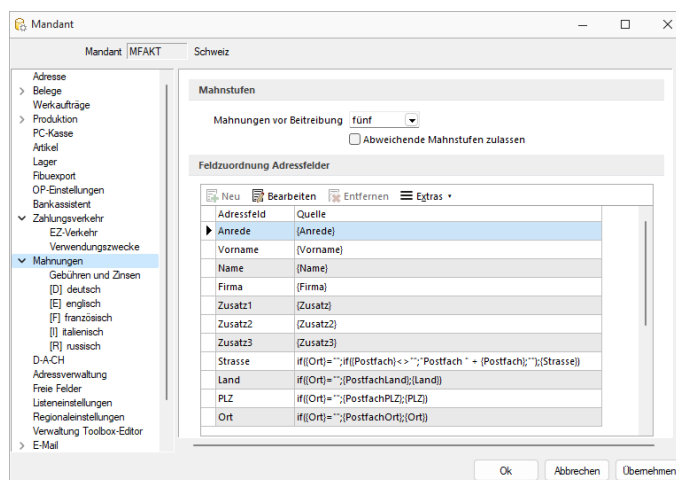 Mandant
Mandant MFAKT Schweiz
Adresse
Belege
Werkaufträge
Produktion
PC-Kasse
Artikel
Lager
Fibuexport
OP-Einstellungen
Bankassistent
Zahlungsverkehr
EZ-Verkehr
Verwendungszwecke
Mahnungen
Gebühren und Zinsen
[D] deutsch
[E] englisch
[F] französisch
[I] italienisch
[R] russisch
D-A-CH
Adressverwaltung
Freie Felder
Listeneinstellungen
Regionaleinstellungen
Verwaltung Toolbox-Editor
E-Mail
Mahnstufen
Mahnungen vor Beitreibung fünf
Abweichende Mahnstufen zulassen
Feldzuordnung Adressfelder
Neu Bearbeiten Entfernen Extras
Adressfeld Quelle
Anrede {Anrede}
Vorname {Vorname}
Name {Name}
Firma {Firma}
Zusatz1 {Zusatz}
Zusatz2 {Zusatz2}
Zusatz3 {Zusatz3}
Strasse if({Ort}="";if({Postfach}<>"";"Postfach " + {Postfach};"");{Strasse})
Land if({Ort}="";{PostfachLand};{Land})
PLZ if({Ort}="";{PostfachPLZ};{PLZ})
Ort if({Ort}="";{PostfachOrt};{Ort})
Ok Abbrechen Übernehmen